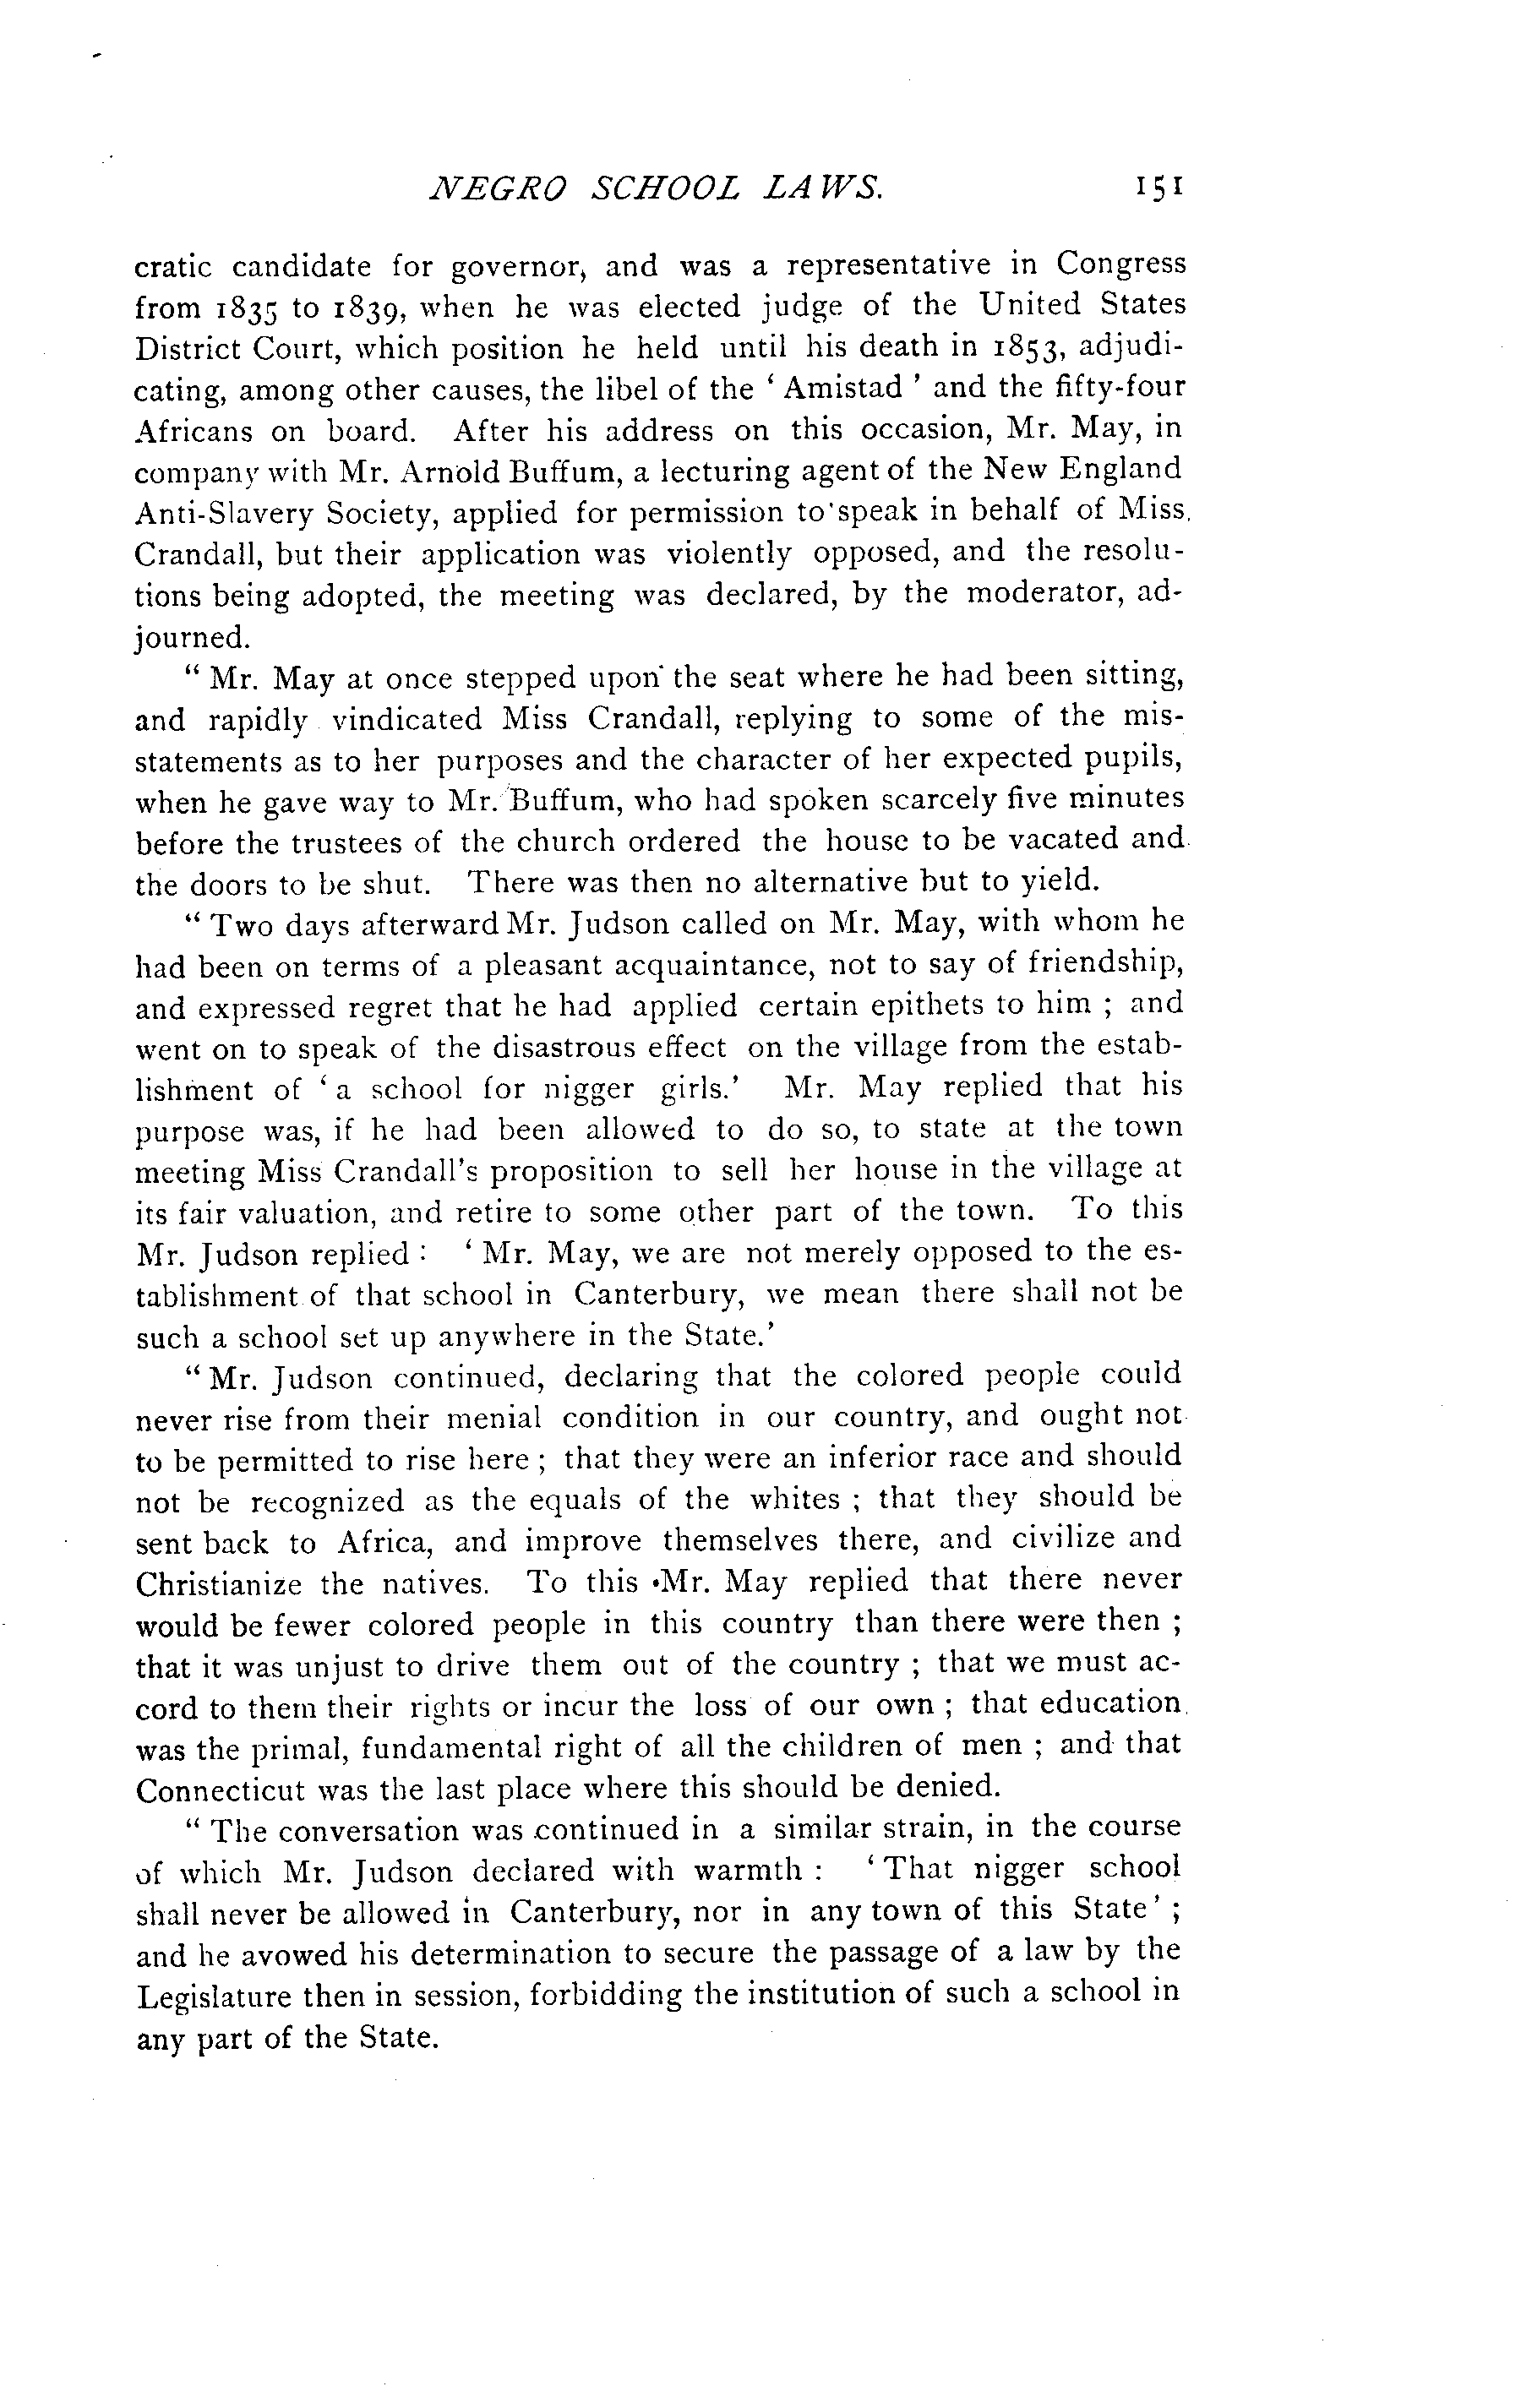 NEGRO SCHOOL LAWS. 151
cratic candidate for governor, and was a representative in Congress
from 1835 to 1839, when he was elected judge of the United States
District Court, which position he held until his death in 1853, adjudi-
cating, among other causes, the libel of the ‘ Amistad ’ and the fifty-four
Africans on board. After his address on this occasion, Mr. May, in
company with Mr. Arnold Buffum, a lecturing agent of the New England
Anti-Slavery Society, applied for permission to speak in behalf of Miss
Crandall, but their application was violently opposed, and the resolu-
tions being adopted, the meeting was declared, by the moderator, ad-
journed.
“ Mr. May at once stepped upon the seat where he had been sitting,
and rapidly vindicated Miss Crandall, replying to some of the mis-
statements as to her purposes and the character of her expected pupils,
when he gave way to Mr. Buffum, who had spoken scarcely five minutes
before the trustees of the church ordered the house to be vacated and
the doors to be shut. There was then no alternative but to yield.
“ Two days afterward Mr. Judson called on Mr. May, with whom he
had been on terms of a pleasant acquaintance, not to say of friendship,
and expressed regret that he had applied certain epithets to him ; and
went on to speak of the disastrous effect on the village from the estab-
lishment of ‘ a school for nigger girls.’ Mr. May replied that his
purpose was, if he had been allowed to do so, to state at the town
meeting Miss Crandall’s proposition to sell her house in the village at
its fair valuation, and retire to some other part of the town. To this
Mr. Judson replied : ‘ Mr. May, we are not merely opposed to the es-
tablishment of that school in Canterbury, we mean there shall not be
such a school set up anywhere in the State.’
“ Mr. Judson continued, declaring that the colored people could
never rise from their menial condition in our country, and ought not
to be permitted to rise here ; that they were an inferior race and should
not be recognized as the equals of the whites ; that they should be
sent back to Africa, and improve themselves there, and civilize and
Christianize the natives. To this Mr. May replied that there never
would be fewer colored people in this country than there were then ;
that it was unjust to drive them out of the country ; that we must ac-
cord to them their rights or incur the loss of our own ; that education
was the primal, fundamental right of all the children of men ; and that
Connecticut was the last place where this should be denied.
“ The conversation was continued in a similar strain, in the course
of which Mr. Judson declared with warmth : ‘ That nigger school
shall never be allowed in Canterbury, nor in any town of this State ’ ;
and he avowed his determination to secure the passage of a law by the
Legislature then in session, forbidding the institution of such a school in
any part of the State.